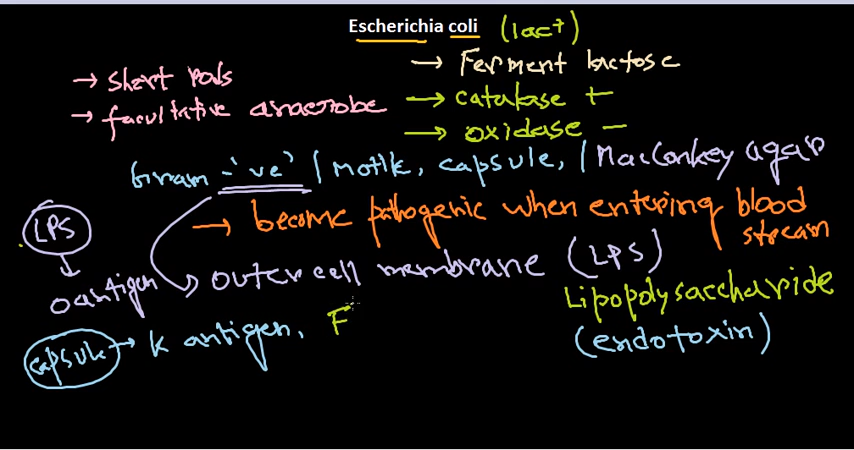 Escherichia coli (lac+)
→ Short rods
→ facultative anaerobe
→ Ferment lactose
→ catalase +
→ oxidase -
Gram -'ve' / Motile, capsule, / MacConkey agar
→ become pathogenic when entering blood stream
LPS
↓
O antigen
outer cell membrane (LPS)
Lipopolysaccharide
(endotoxin)
capsule → K antigen, F